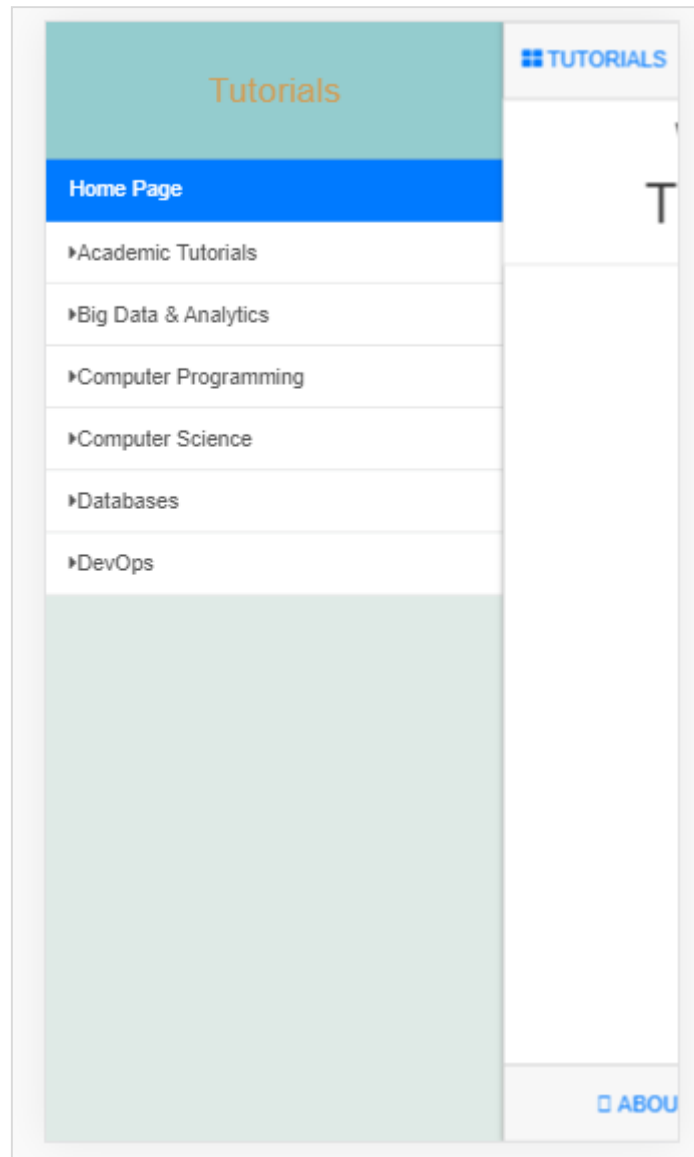 Tutorials
TUTORIALS
Home Page
T
Academic Tutorials
Big Data & Analytics
Computer Programming
Computer Science
Databases
DevOps
ABOU